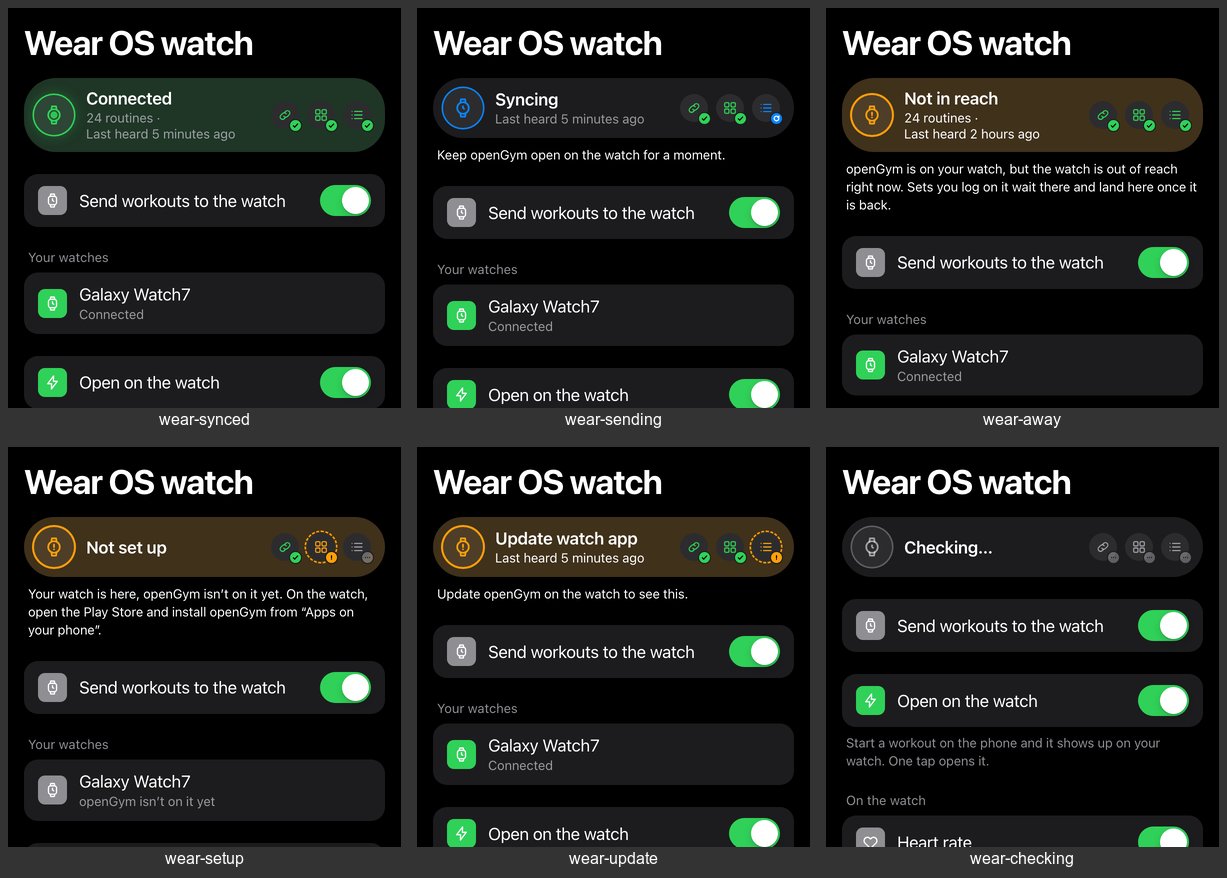 Wear OS watch
Connected
24 routines ·
Last heard 5 minutes ago
Send workouts to the watch
Your watches
Galaxy Watch7
Connected
Open on the watch
wear-synced
Wear OS watch
Syncing
Last heard 5 minutes ago
Keep openGym open on the watch for a moment.
Send workouts to the watch
Your watches
Galaxy Watch7
Connected
Open on the watch
wear-sending
Wear OS watch
Not in reach
24 routines ·
Last heard 2 hours ago
openGym is on your watch, but the watch is out of reach
right now. Sets you log on it wait there and land here once it
is back.
Send workouts to the watch
Your watches
Galaxy Watch7
Connected
wear-away
Wear OS watch
Not set up
Your watch is here, openGym isn’t on it yet. On the watch,
open the Play Store and install openGym from “Apps on
your phone”.
Send workouts to the watch
Your watches
Galaxy Watch7
openGym isn’t on it yet
wear-setup
Wear OS watch
Update watch app
Last heard 5 minutes ago
Update openGym on the watch to see this.
Send workouts to the watch
Your watches
Galaxy Watch7
Connected
Open on the watch
wear-update
Wear OS watch
Checking...
Send workouts to the watch
Open on the watch
Start a workout on the phone and it shows up on your
watch. One tap opens it.
On the watch
Heart rate
wear-checking